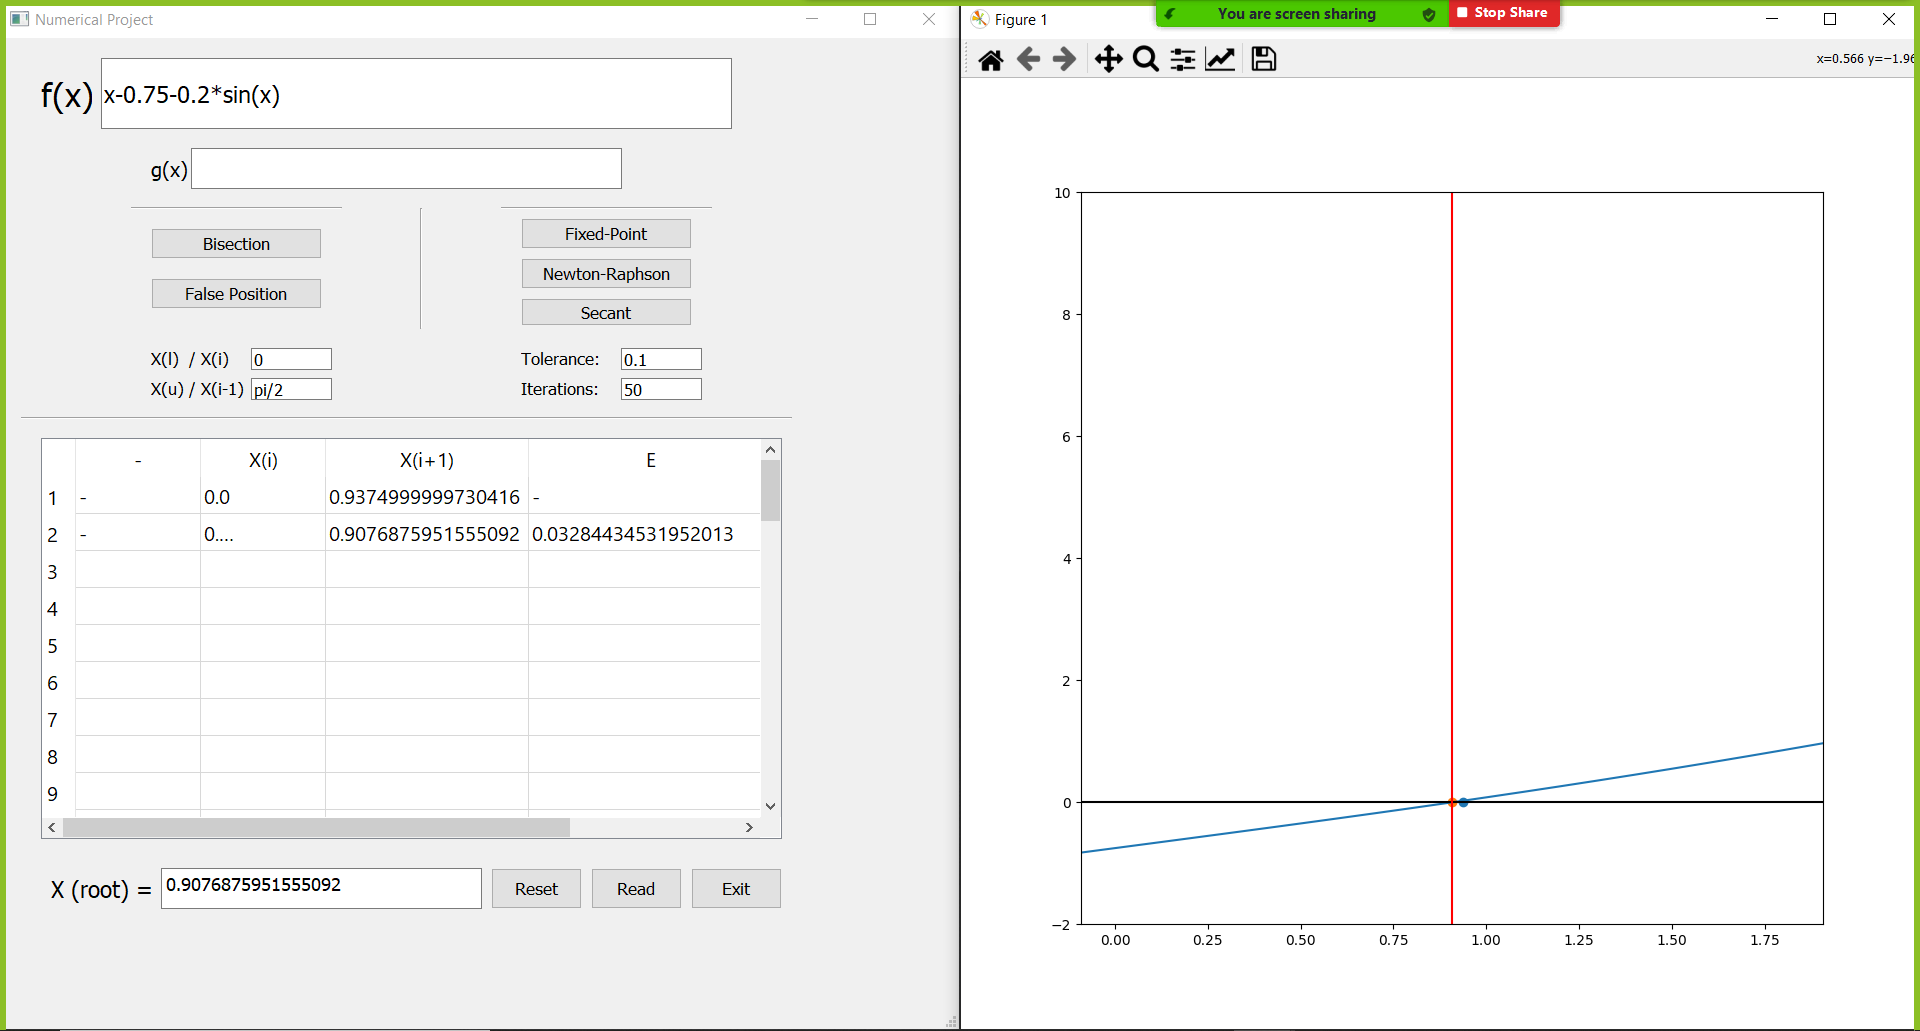 Numerical Project
f(x) x-0.75-0.2*sin(x)
g(x)
Bisection
False Position
Fixed-Point
Newton-Raphson
Secant
X(l) / X(i) 0
X(u) / X(i-1) pi/2
Tolerance: 0.1
Iterations: 50
- X(i) X(i+1) E
1 - 0.0 0.9374999999730416 -
2 - 0.... 0.9076875951555092 0.03284434531952013
3
4
5
6
7
8
9
X (root) = 0.9076875951555092 Reset Read Exit
Figure 1
You are screen sharing Stop Share
x=0.566 y=−1.96
10
8
6
4
2
0
−2
0.00 0.25 0.50 0.75 1.00 1.25 1.50 1.75